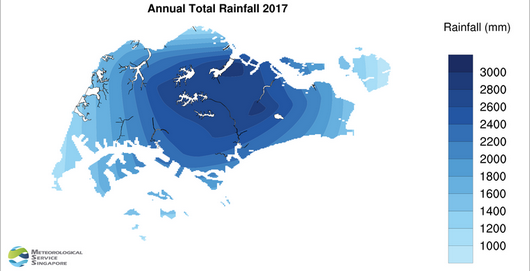 Annual Total Rainfall 2017
Rainfall (mm)
3000
2800
2600
2400
2200
2000
1800
1600
1400
1200
1000
METEOROLOGICAL
SERVICE
SINGAPORE